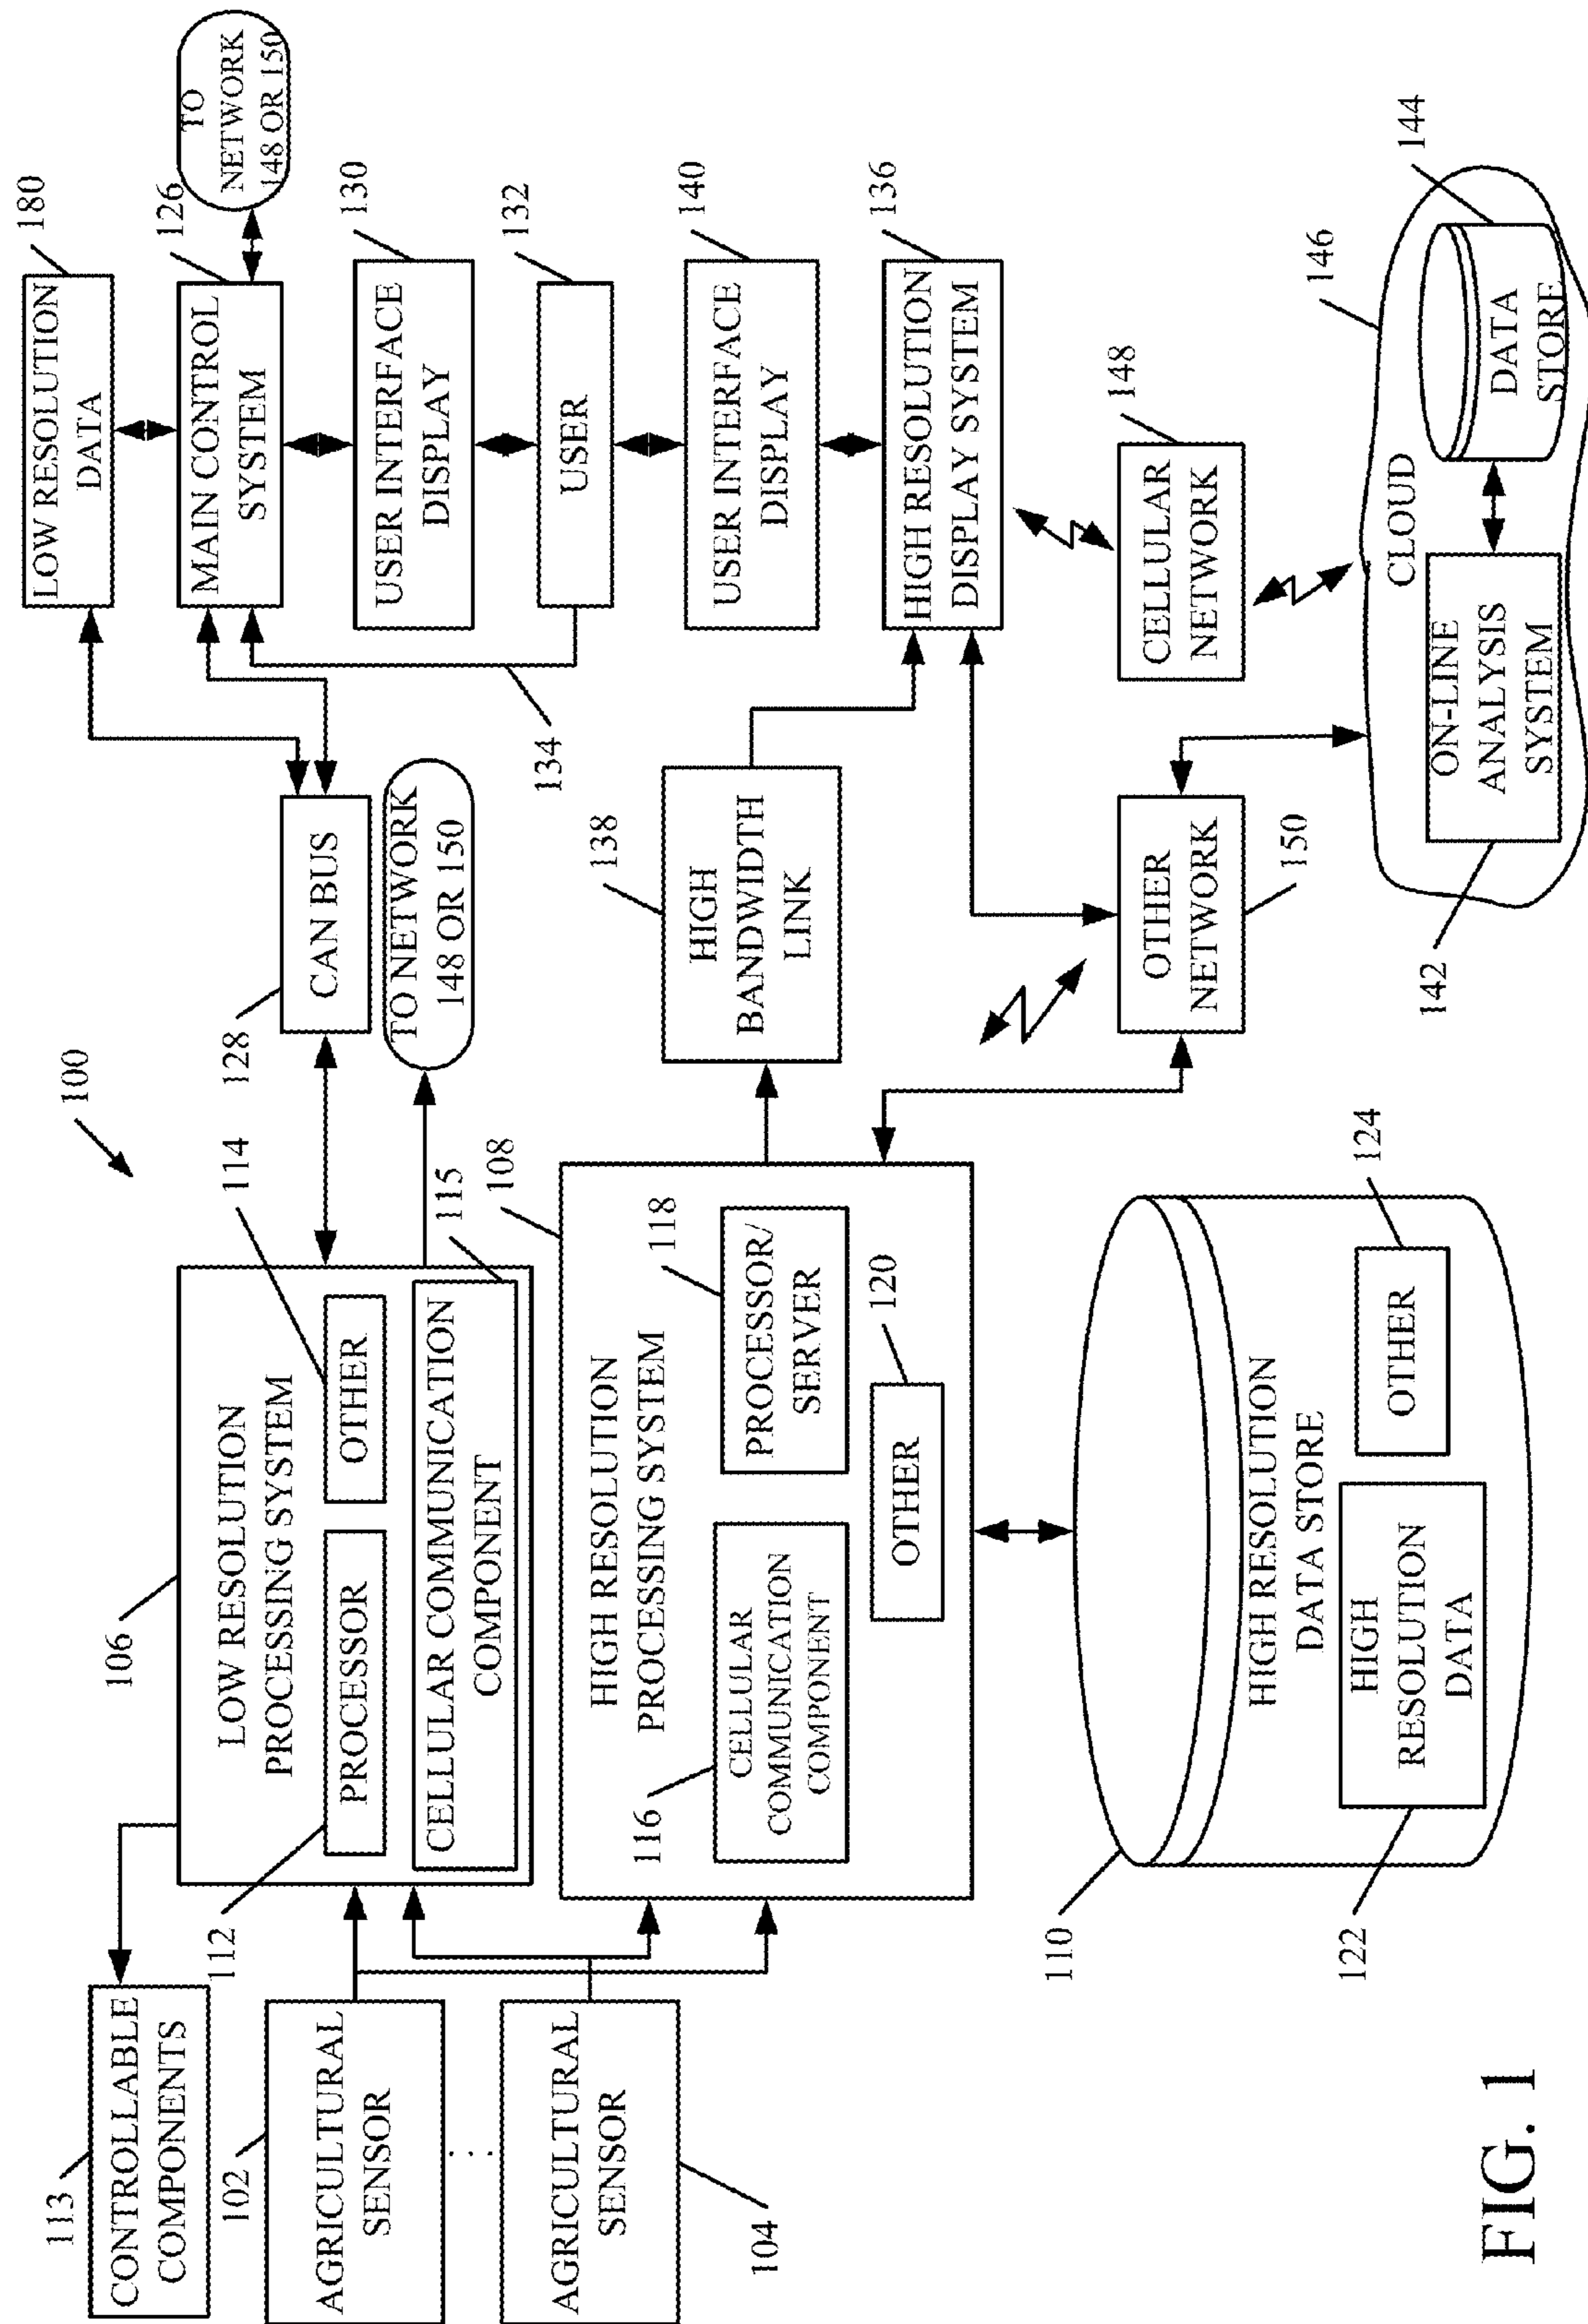 100
113
CONTROLLABLE
COMPONENTS
102
AGRICULTURAL
SENSOR
. . .
AGRICULTURAL
SENSOR
104
106
LOW RESOLUTION
PROCESSING SYSTEM
112
PROCESSOR
114
OTHER
115
CELLULAR COMMUNICATION
COMPONENT
108
HIGH RESOLUTION
PROCESSING SYSTEM
116
CELLULAR
COMMUNICATION
COMPONENT
118
PROCESSOR/
SERVER
120
OTHER
110
HIGH RESOLUTION
DATA STORE
122
HIGH
RESOLUTION
DATA
124
OTHER
128
CAN BUS
TO NETWORK
148 OR 150
134
138
HIGH
BANDWIDTH
LINK
OTHER
NETWORK
150
180
LOW RESOLUTION
DATA
126
MAIN CONTROL
SYSTEM
TO
NETWORK
148 OR 150
130
USER INTERFACE
DISPLAY
132
USER
140
USER INTERFACE
DISPLAY
136
HIGH RESOLUTION
DISPLAY SYSTEM
148
CELLULAR
NETWORK
146
CLOUD
142
ON-LINE
ANALYSIS
SYSTEM
144
DATA
STORE
FIG. 1